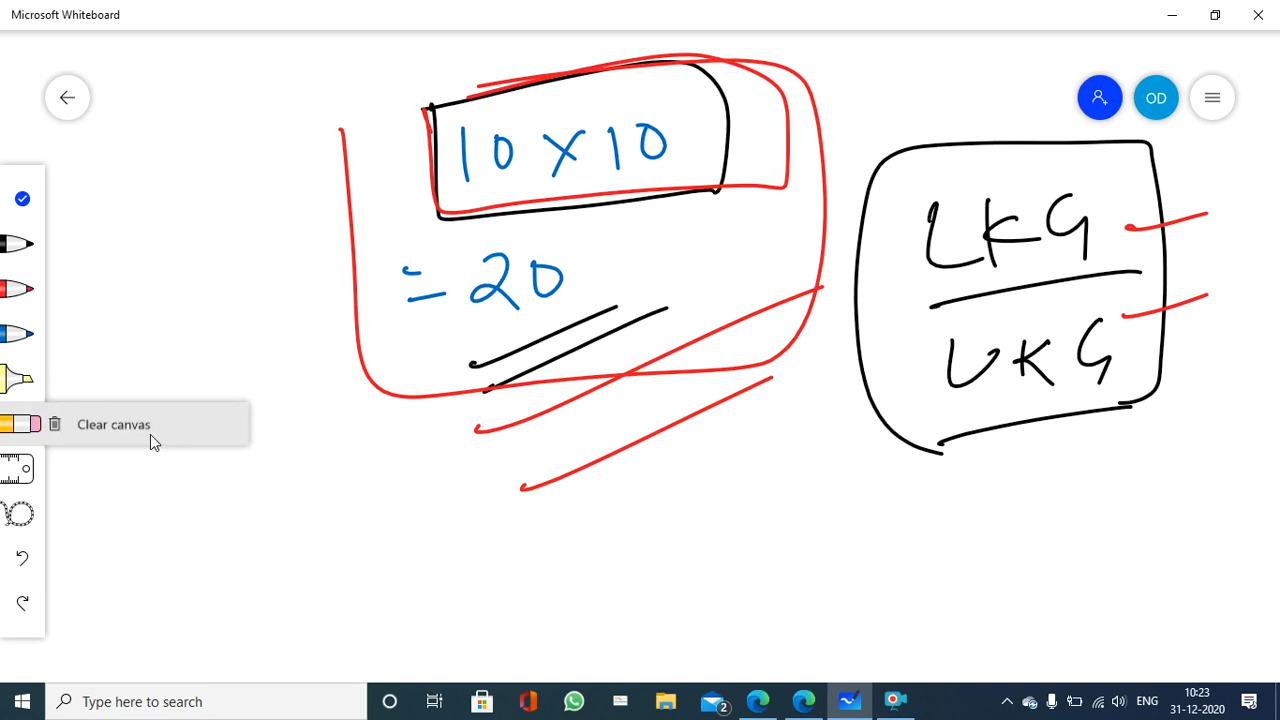 Microsoft Whiteboard
OD
10 X 10
= 20
LKG
UKG
Clear canvas
Type here to search
2
ENG
10:23
31-12-2020